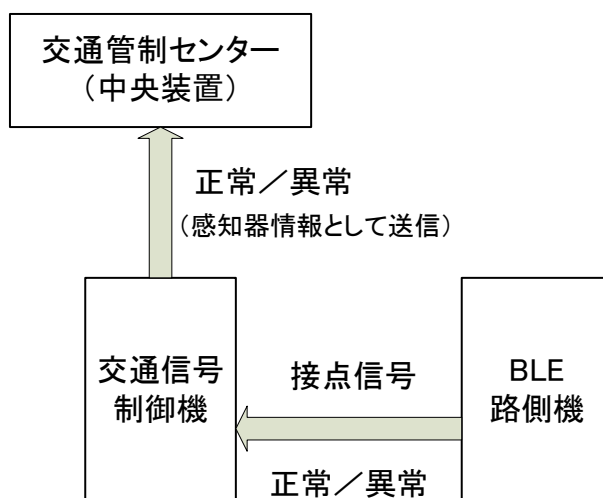 交通管制センター
（中央装置）
正常／異常
（感知器情報として送信）
交通信号
制御機
接点信号
BLE
路側機
正常／異常